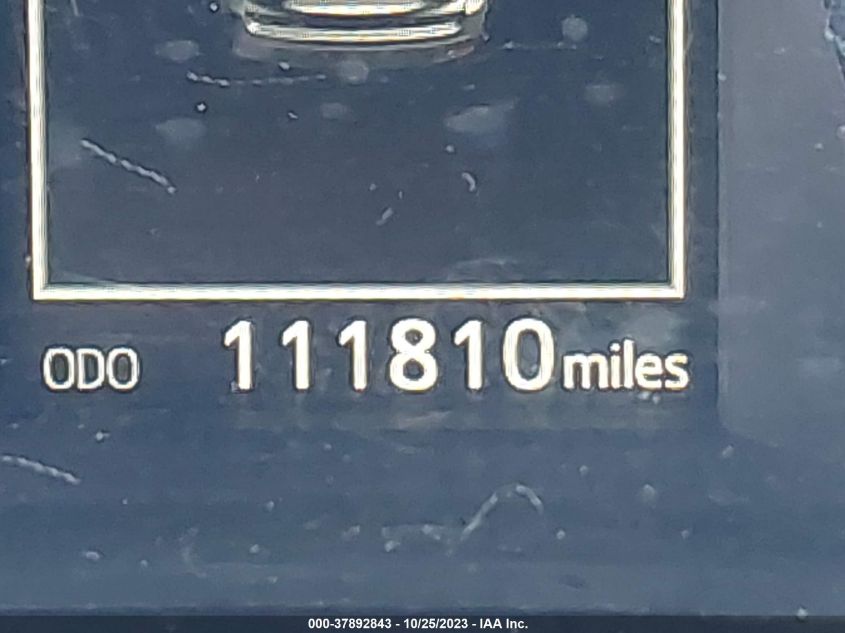 ODO 111810 miles
000-37892843 - 10/25/2023 - IAA Inc.